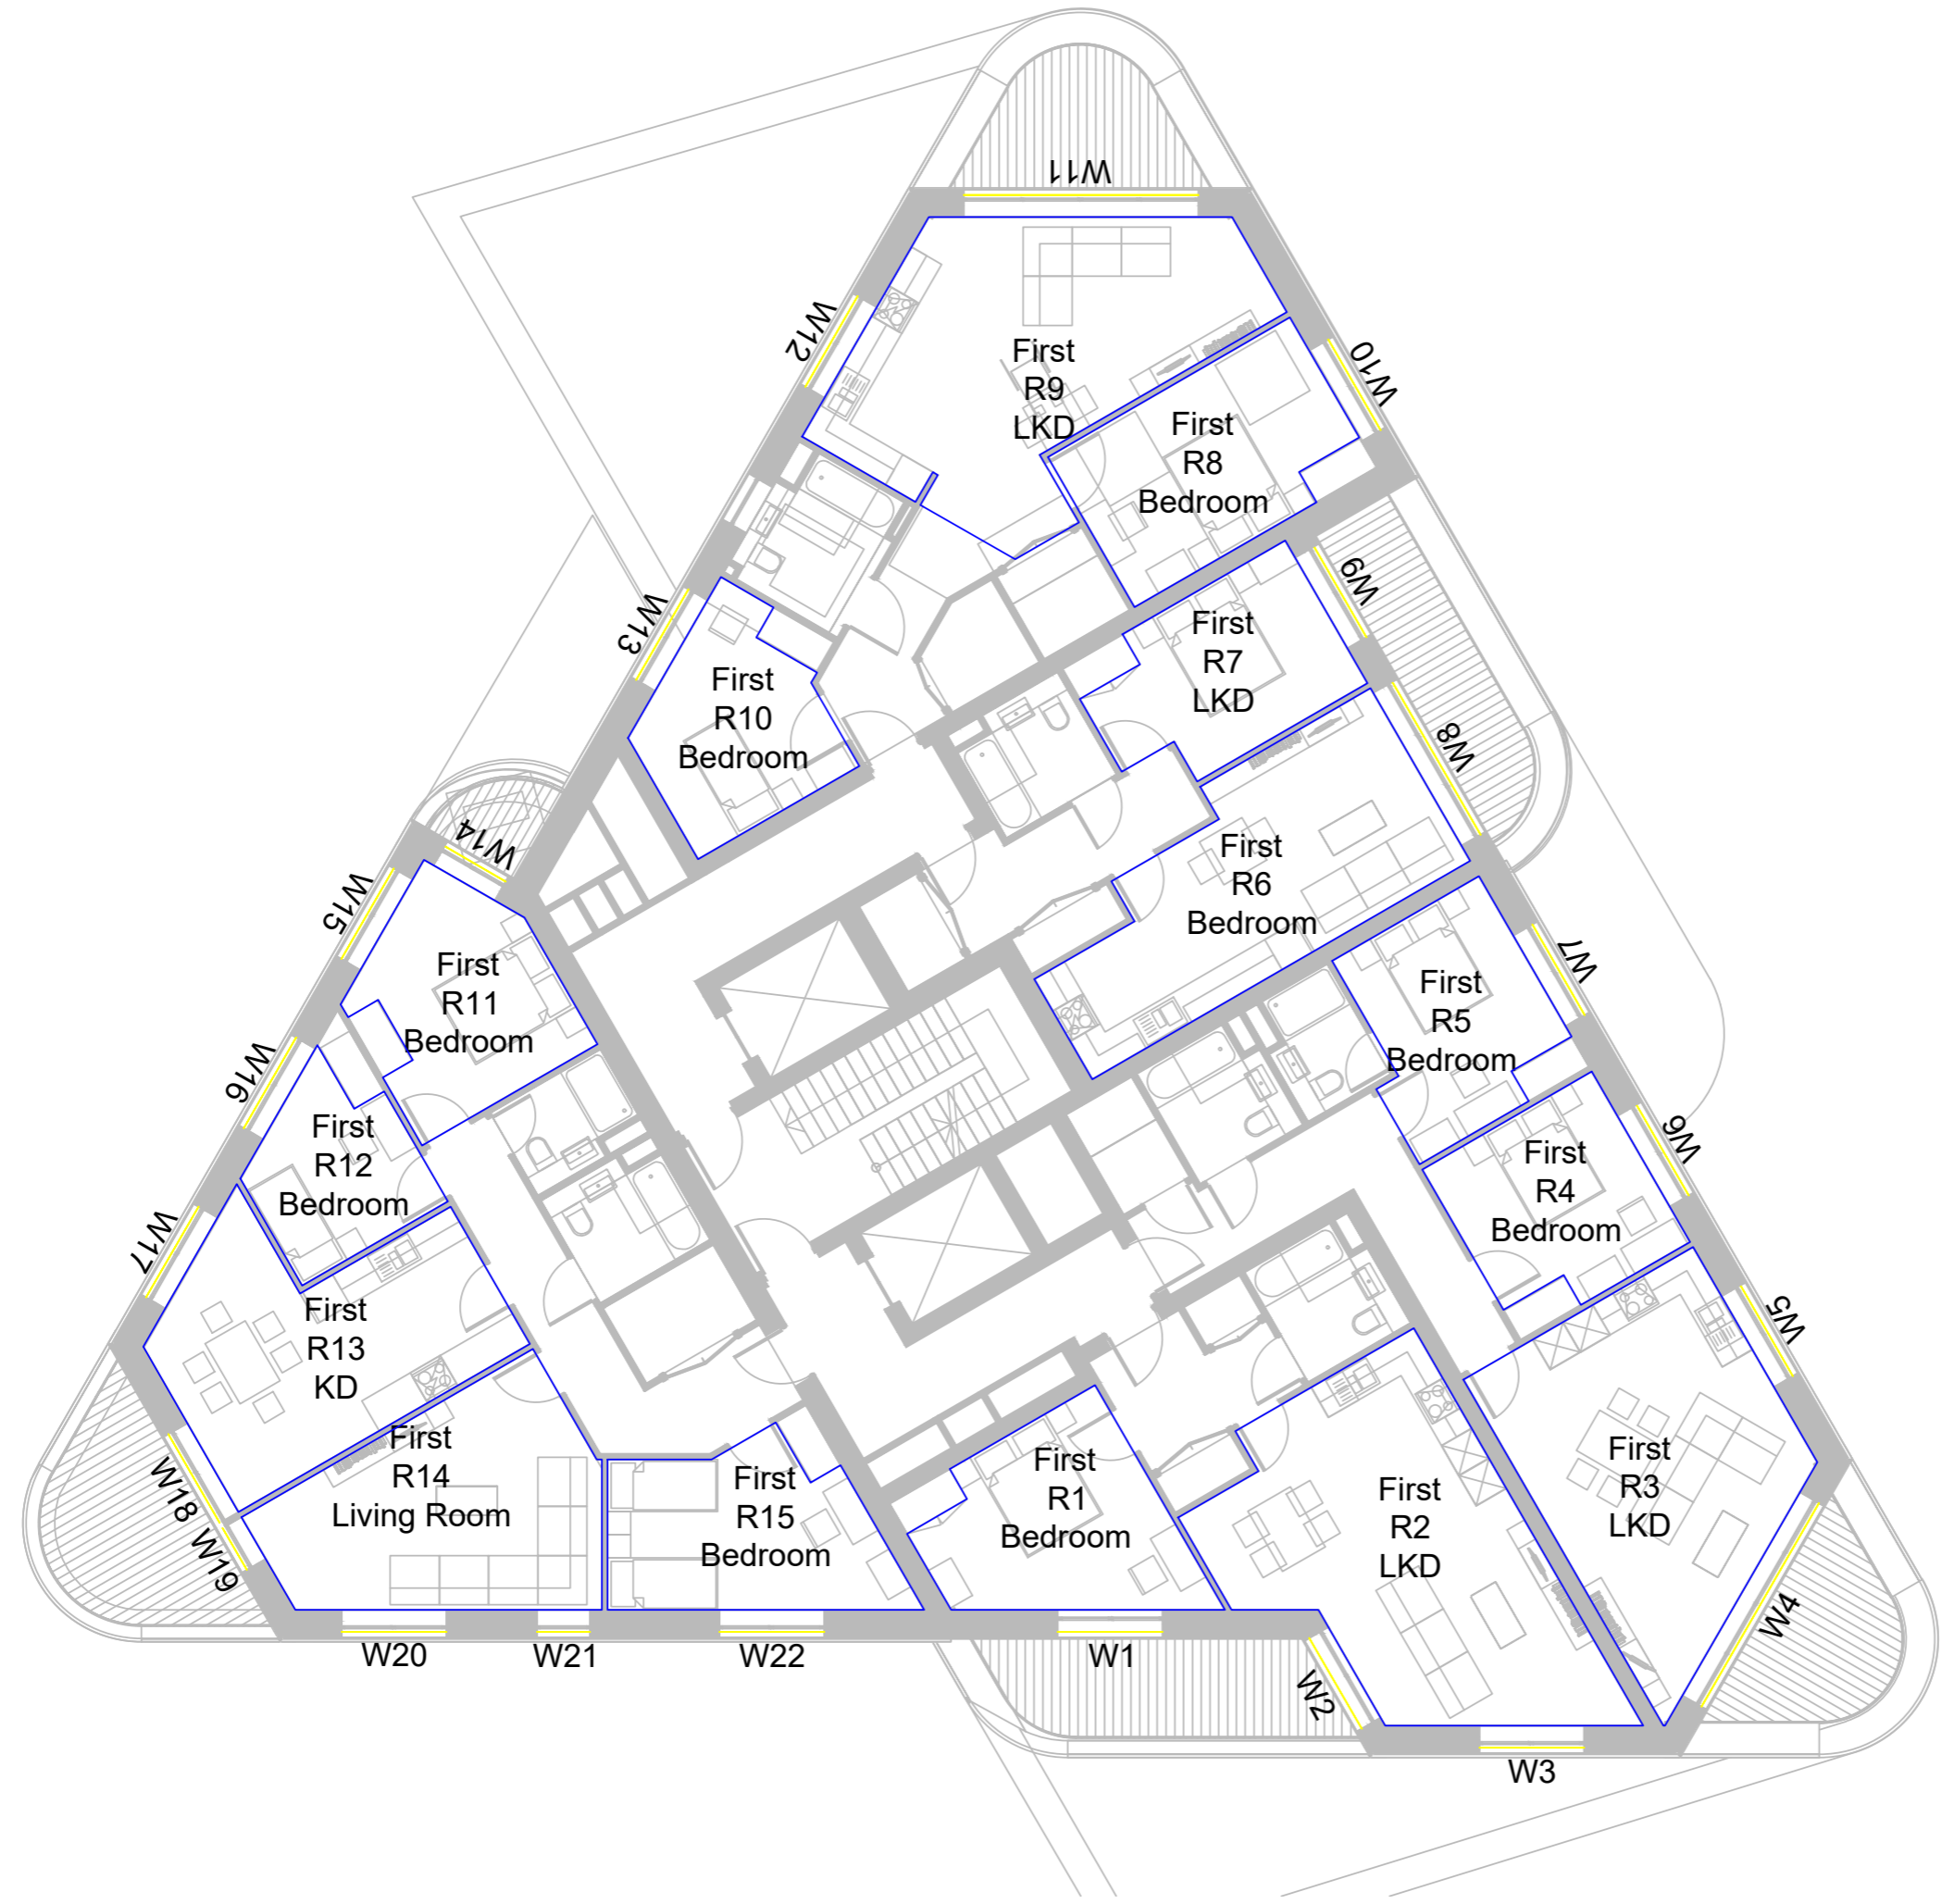 W11
W12
W10
First
R9
LKD
First
R8
Bedroom
W9
W13
First
R7
LKD
First
R10
Bedroom
W8
W14
First
R6
Bedroom
W15
W7
First
R11
Bedroom
First
R5
Bedroom
W16
W6
First
R12
Bedroom
First
R4
Bedroom
W17
First
R13
KD
W5
First
R14
Living Room
First
R15
Bedroom
First
R1
Bedroom
First
R2
LKD
First
R3
LKD
W18
W19
W4
W20
W21
W22
W1
W2
W3